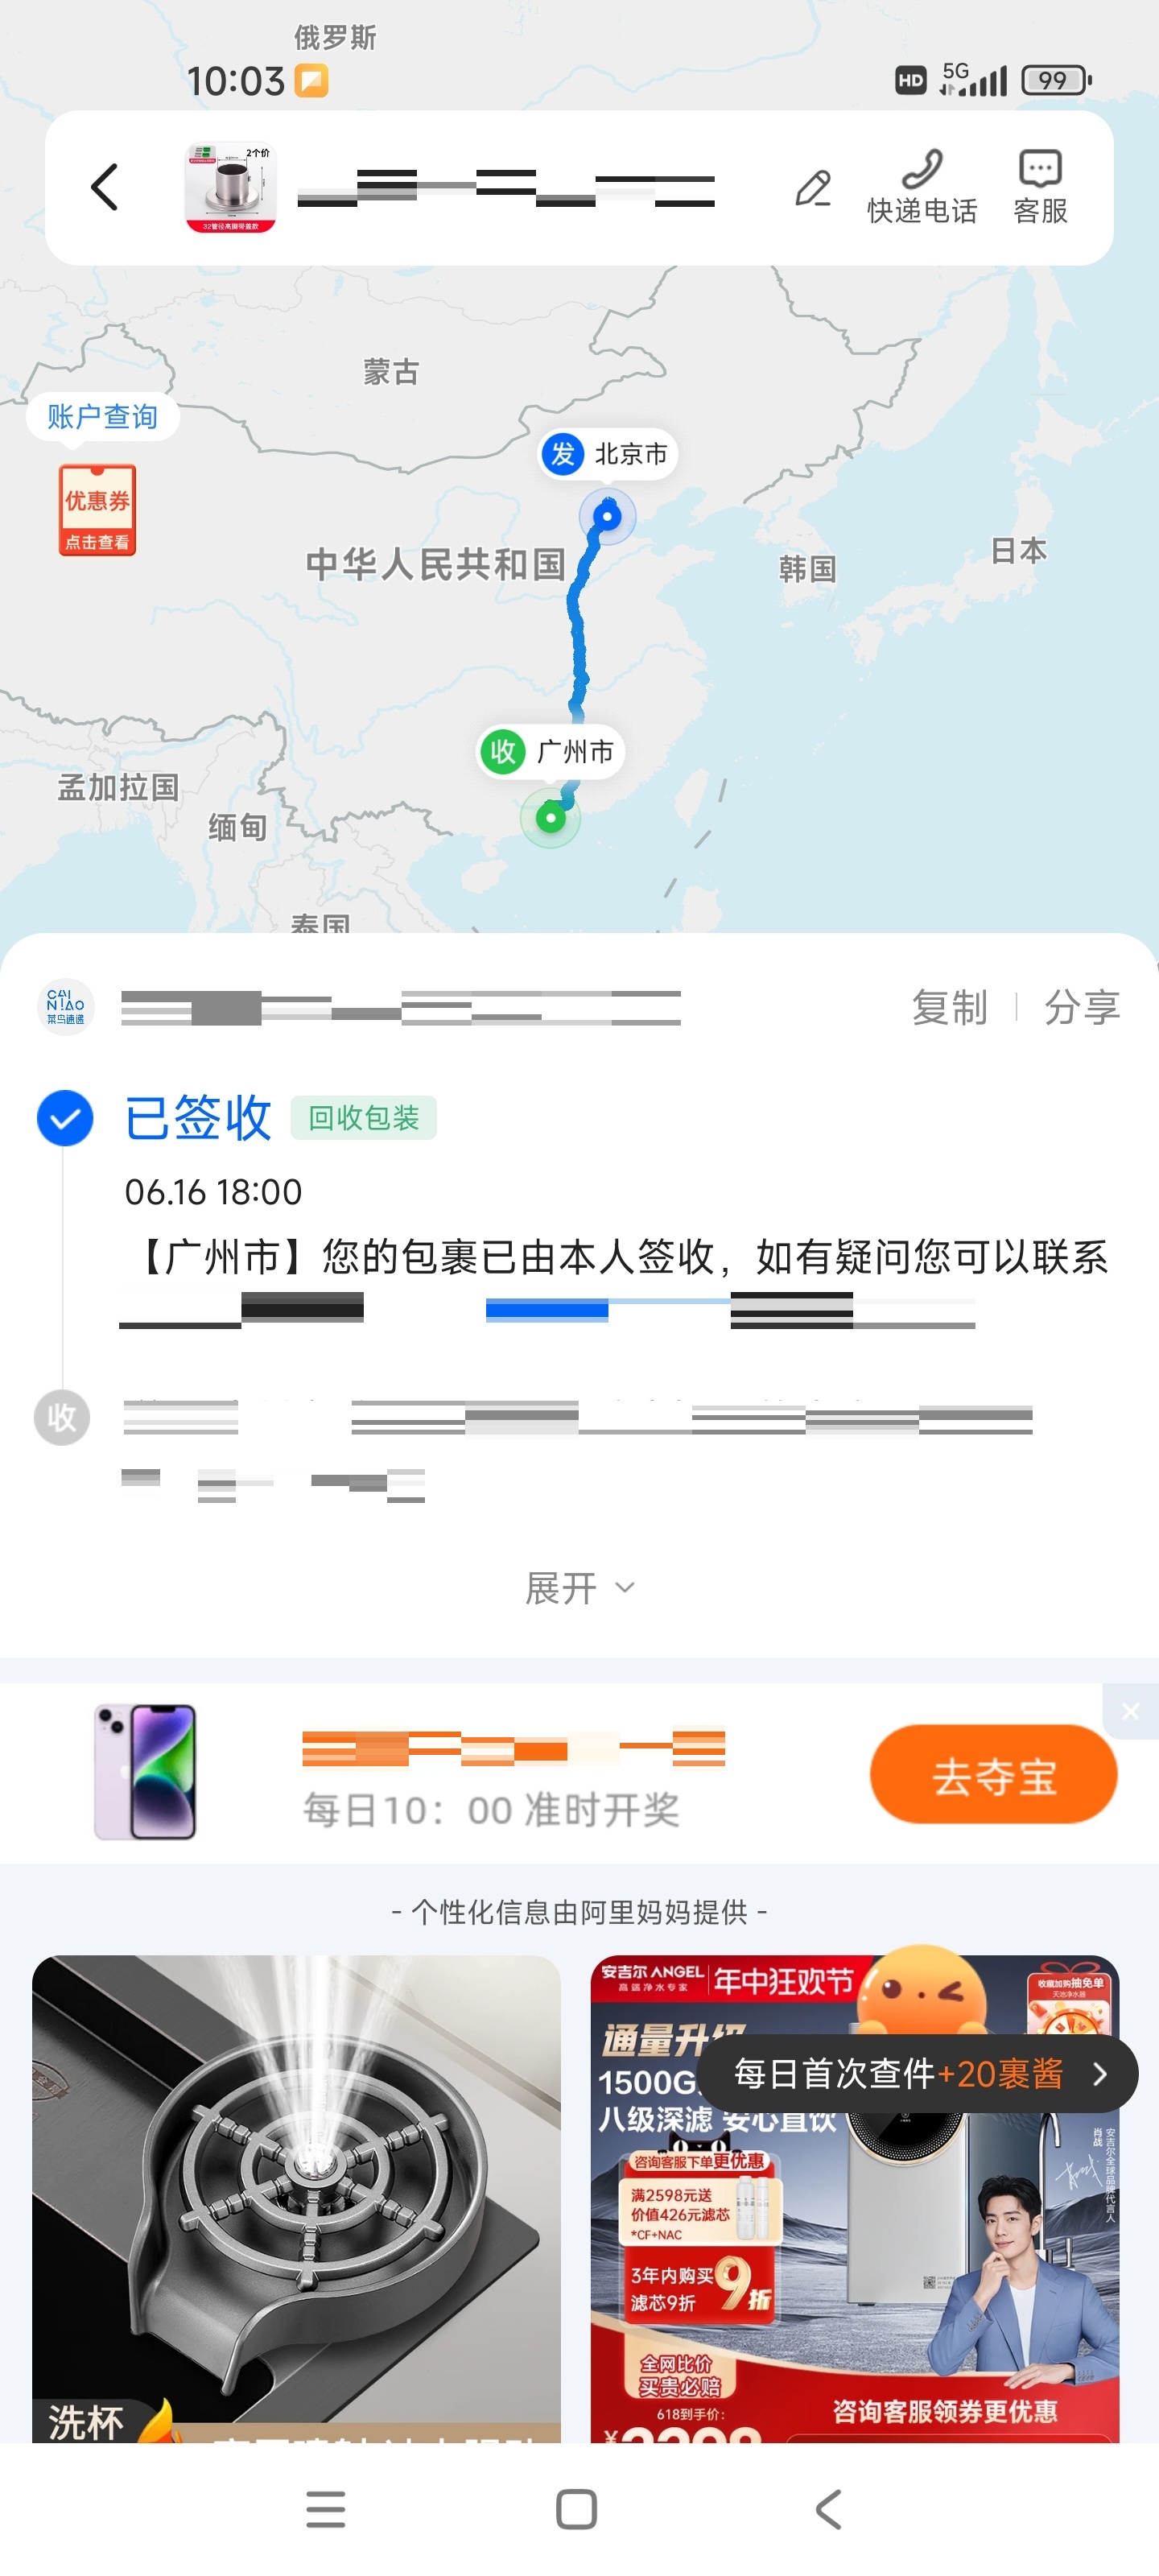 俄罗斯
10:03
HD
5G
99
2个价
32管径高脚带盖款
快递电话
客服
蒙古
账户查询
优惠券
点击查看
发 北京市
中华人民共和国
韩国
日本
收 广州市
孟加拉国
缅甸
泰国
CAI
NIAO
菜鸟速递
复制
分享
已签收
回收包装
06.16 18:00
【广州市】您的包裹已由本人签收，如有疑问您可以联系
收
展开
每日10：00 准时开奖
去夺宝
- 个性化信息由阿里妈妈提供 -
安吉尔 ANGEL
高端净水专家
年中狂欢节
收藏加购抽免单
天池净水器
通量升级
1500G
每日首次查件+20裹酱
八级深滤 安心直饮
咨询客服下单更优惠
满2598元送
价值426元滤芯
*CF+NAC
3年内购买
滤芯9折
9折
安吉尔全球品牌代言人
肖战
全网比价
买贵必赔
618到手价：
咨询客服领券更优惠
洗杯